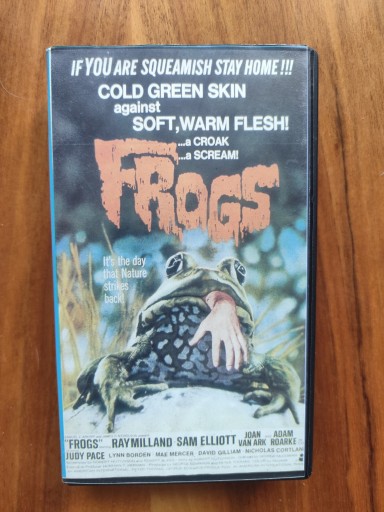 IF YOU ARE SQUEAMISH STAY HOME!!!
COLD GREEN SKIN
against
SOFT, WARM FLESH!
...a CROAK
...a SCREAM!
FROGS
It's the day
that Nature
strikes
back!
"FROGS" RAY MILLAND SAM ELLIOTT JOAN VAN ARK ADAM ROARKE
JUDY PACE LYNN BORDEN MAE MERCER DAVID GILLIAM NICHOLAS CORTLAN